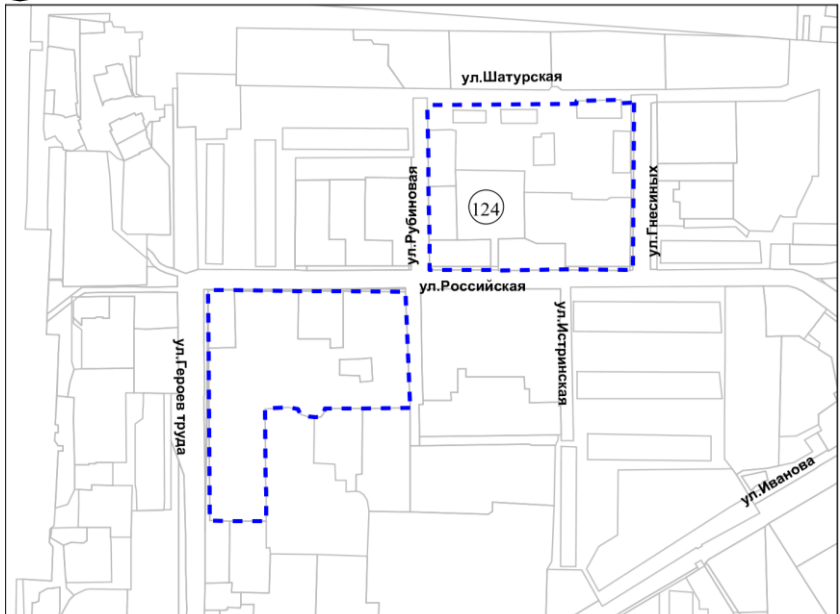 ул.Шатурская
ул.Рубиновая
124
ул.Гнесиных
ул.Российская
ул.Героев труда
ул.Истринская
ул.Иванова